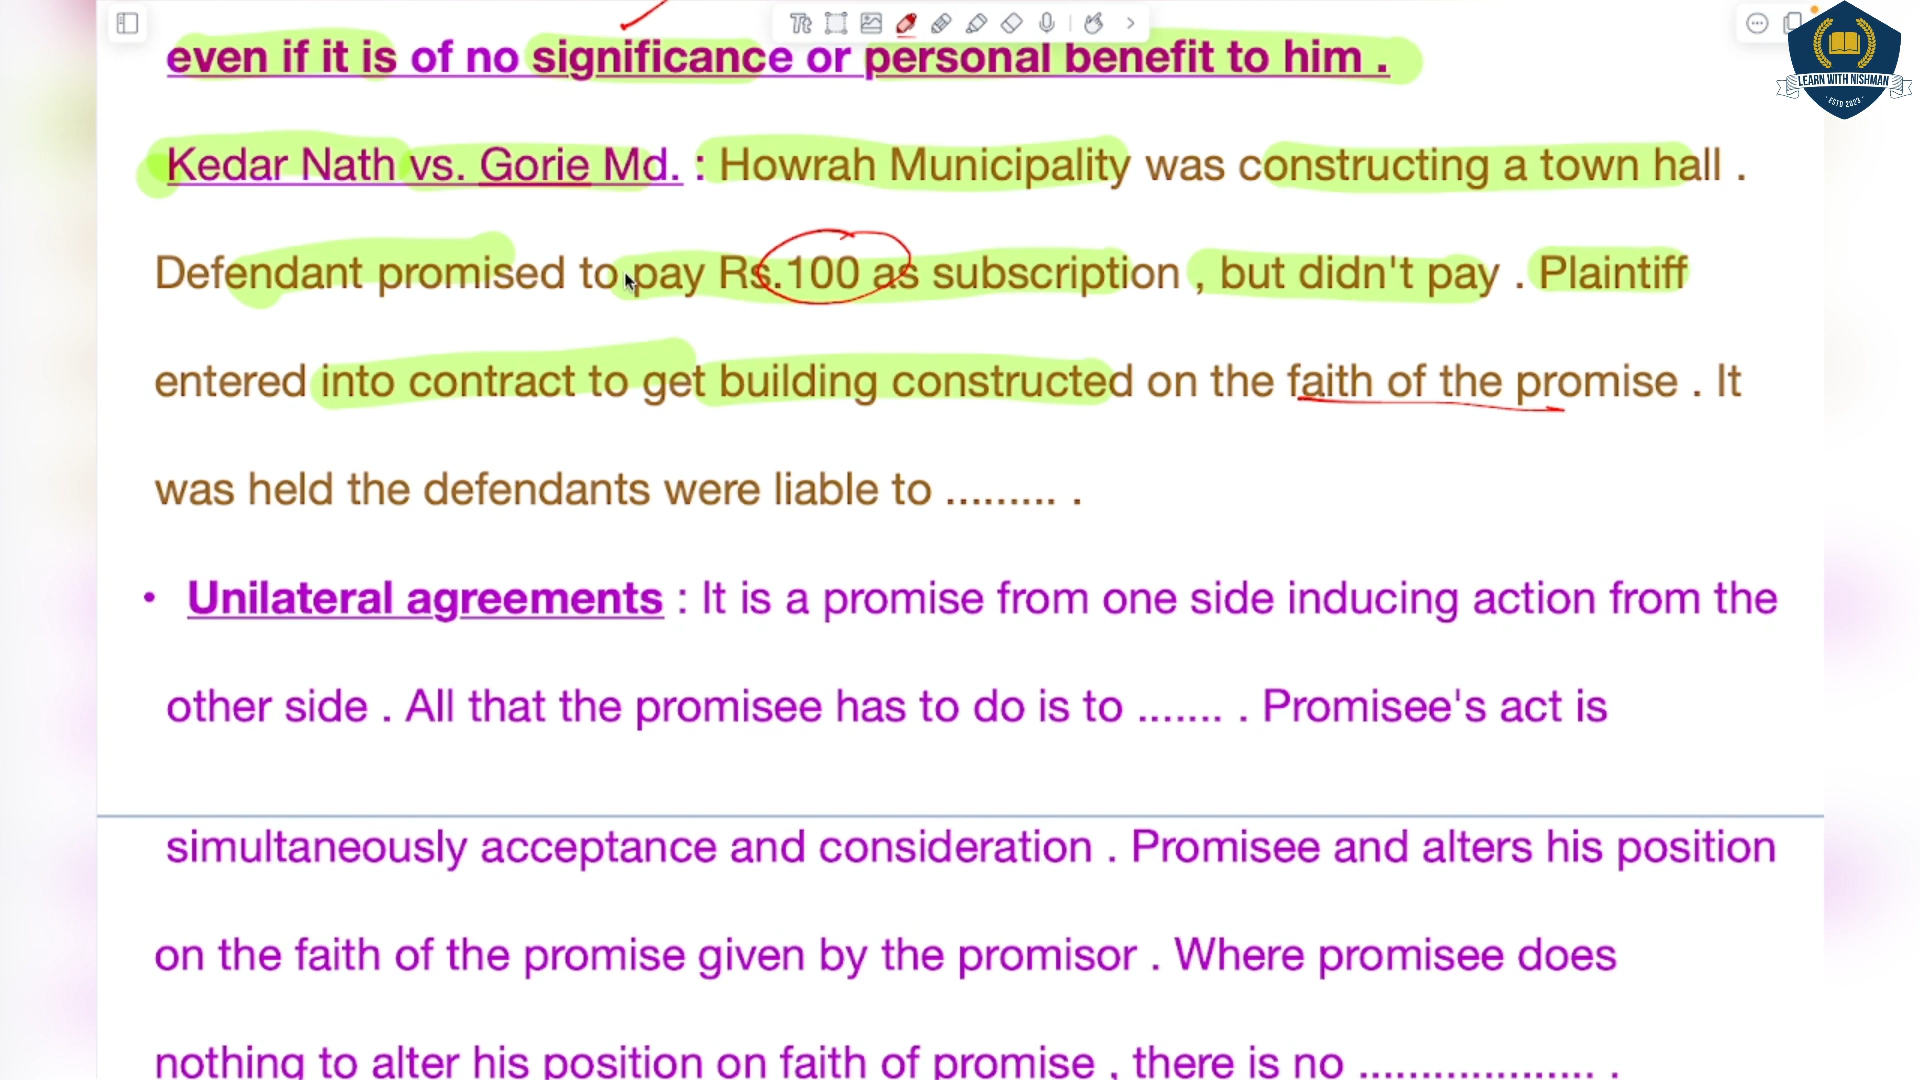 even if it is of no significance or personal benefit to him .
Kedar Nath vs. Gorie Md. : Howrah Municipality was constructing a town hall .
Defendant promised to pay Rs.100 as subscription , but didn't pay . Plaintiff
entered into contract to get building constructed on the faith of the promise . It
was held the defendants were liable to ......... .
• Unilateral agreements : It is a promise from one side inducing action from the
other side . All that the promisee has to do is to ....... . Promisee's act is
simultaneously acceptance and consideration . Promisee and alters his position
on the faith of the promise given by the promisor . Where promisee does
nothing to alter his position on faith of promise , there is no .................... .
Tt
LEARN WITH NISHMAN
ESTD 2023